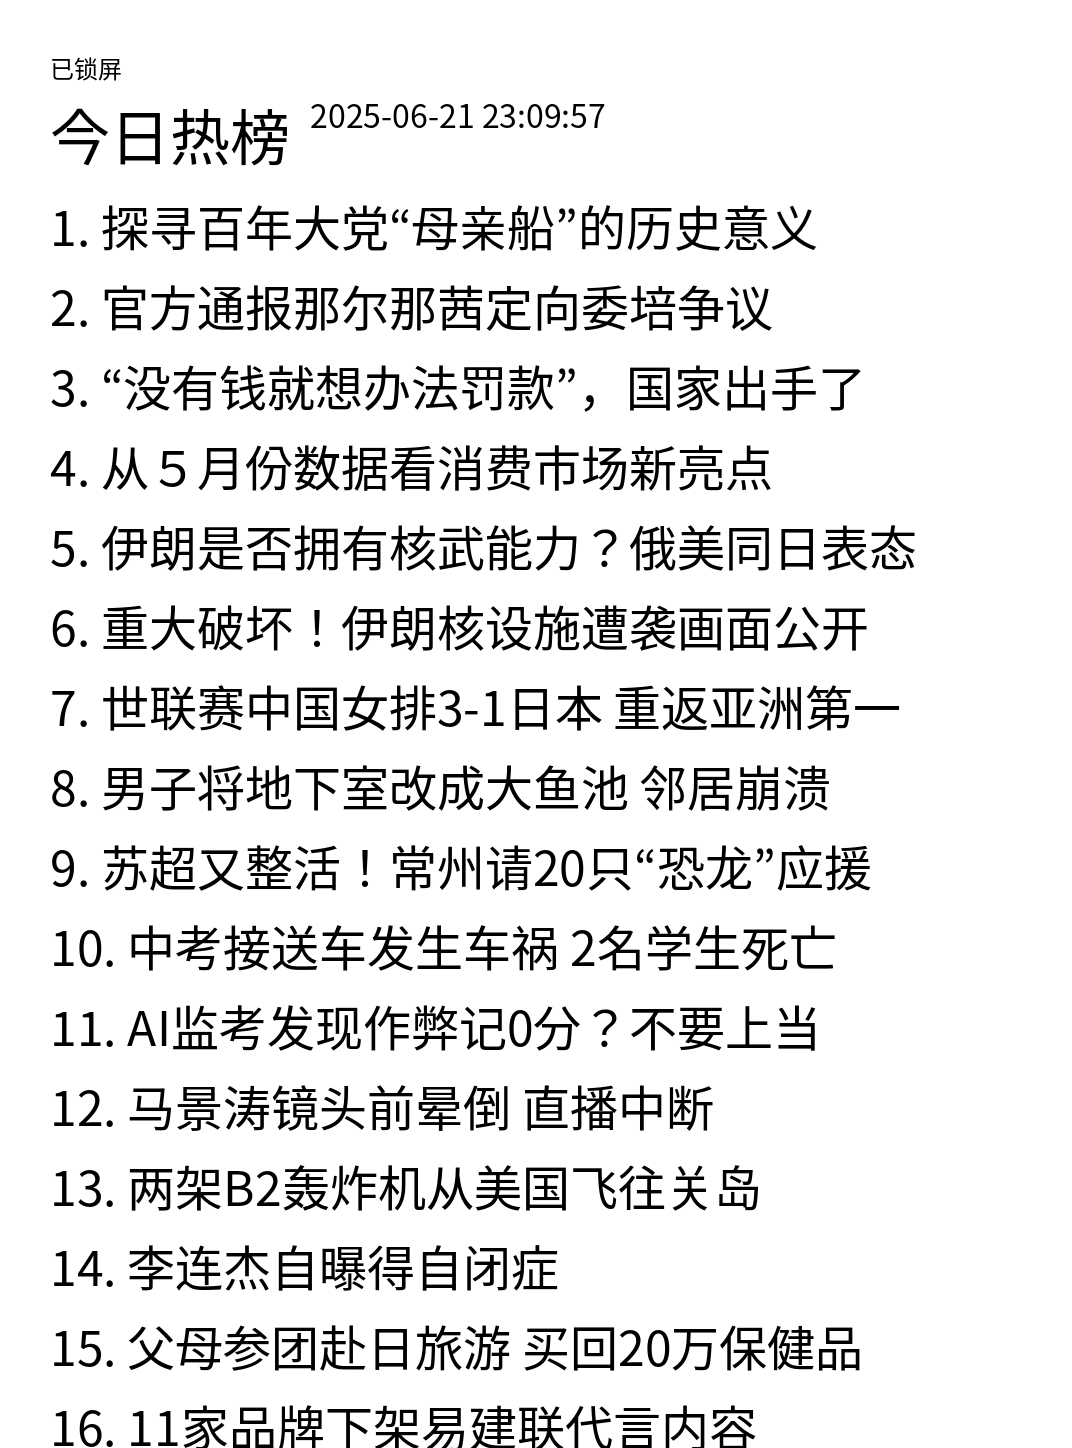 已锁屏
今日热榜 2025-06-21 23:09:57
1. 探寻百年大党“母亲船”的历史意义
2. 官方通报那尔那茜定向委培争议
3. “没有钱就想办法罚款”，国家出手了
4. 从５月份数据看消费市场新亮点
5. 伊朗是否拥有核武能力？俄美同日表态
6. 重大破坏！伊朗核设施遭袭画面公开
7. 世联赛中国女排3-1日本 重返亚洲第一
8. 男子将地下室改成大鱼池 邻居崩溃
9. 苏超又整活！常州请20只“恐龙”应援
10. 中考接送车发生车祸 2名学生死亡
11. AI监考发现作弊记0分？不要上当
12. 马景涛镜头前晕倒 直播中断
13. 两架B2轰炸机从美国飞往关岛
14. 李连杰自曝得自闭症
15. 父母参团赴日旅游 买回20万保健品
16. 11家品牌下架易建联代言内容